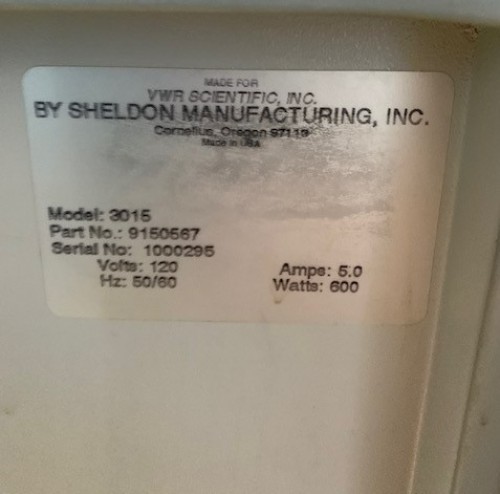 MADE FOR
VWR SCIENTIFIC, INC.
BY SHELDON MANUFACTURING, INC.
Cornelius, Oregon 97113
Made in USA
Model: 3015
Part No.: 9150567
Serial No: 1000295
Volts: 120
Amps: 5.0
Hz: 50/60
Watts: 600